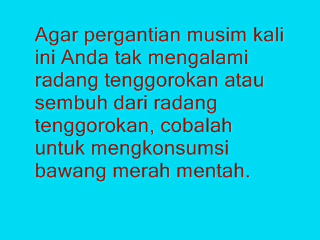 Agar pergantian musim kali
ini Anda tak mengalami
radang tenggorokan atau
sembuh dari radang
tenggorokan, cobalah
untuk mengkonsumsi
bawang merah mentah.